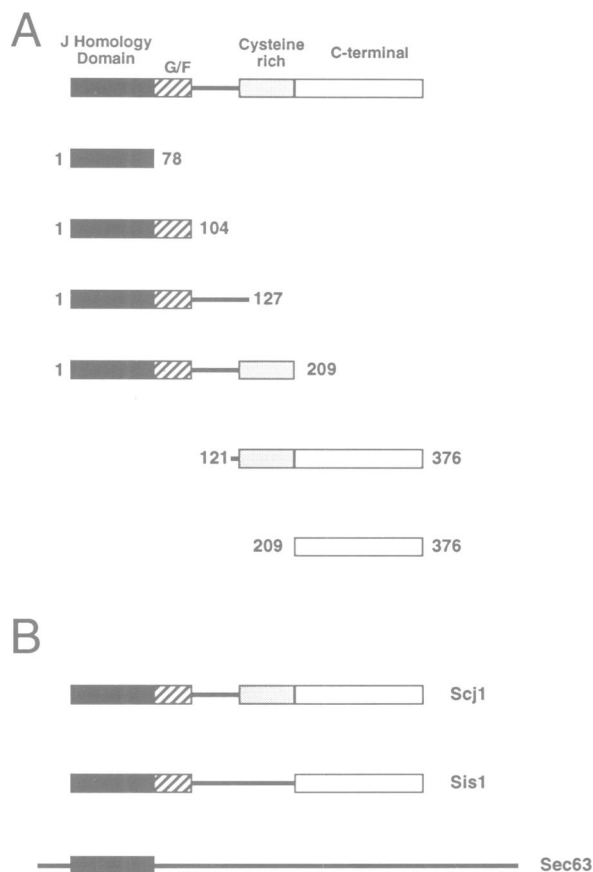 A
J Homology
Domain
G/F
Cysteine
rich
C-terminal
1 78
1 104
1 127
1 209
121 376
209 376
B
Scj1
Sis1
Sec63